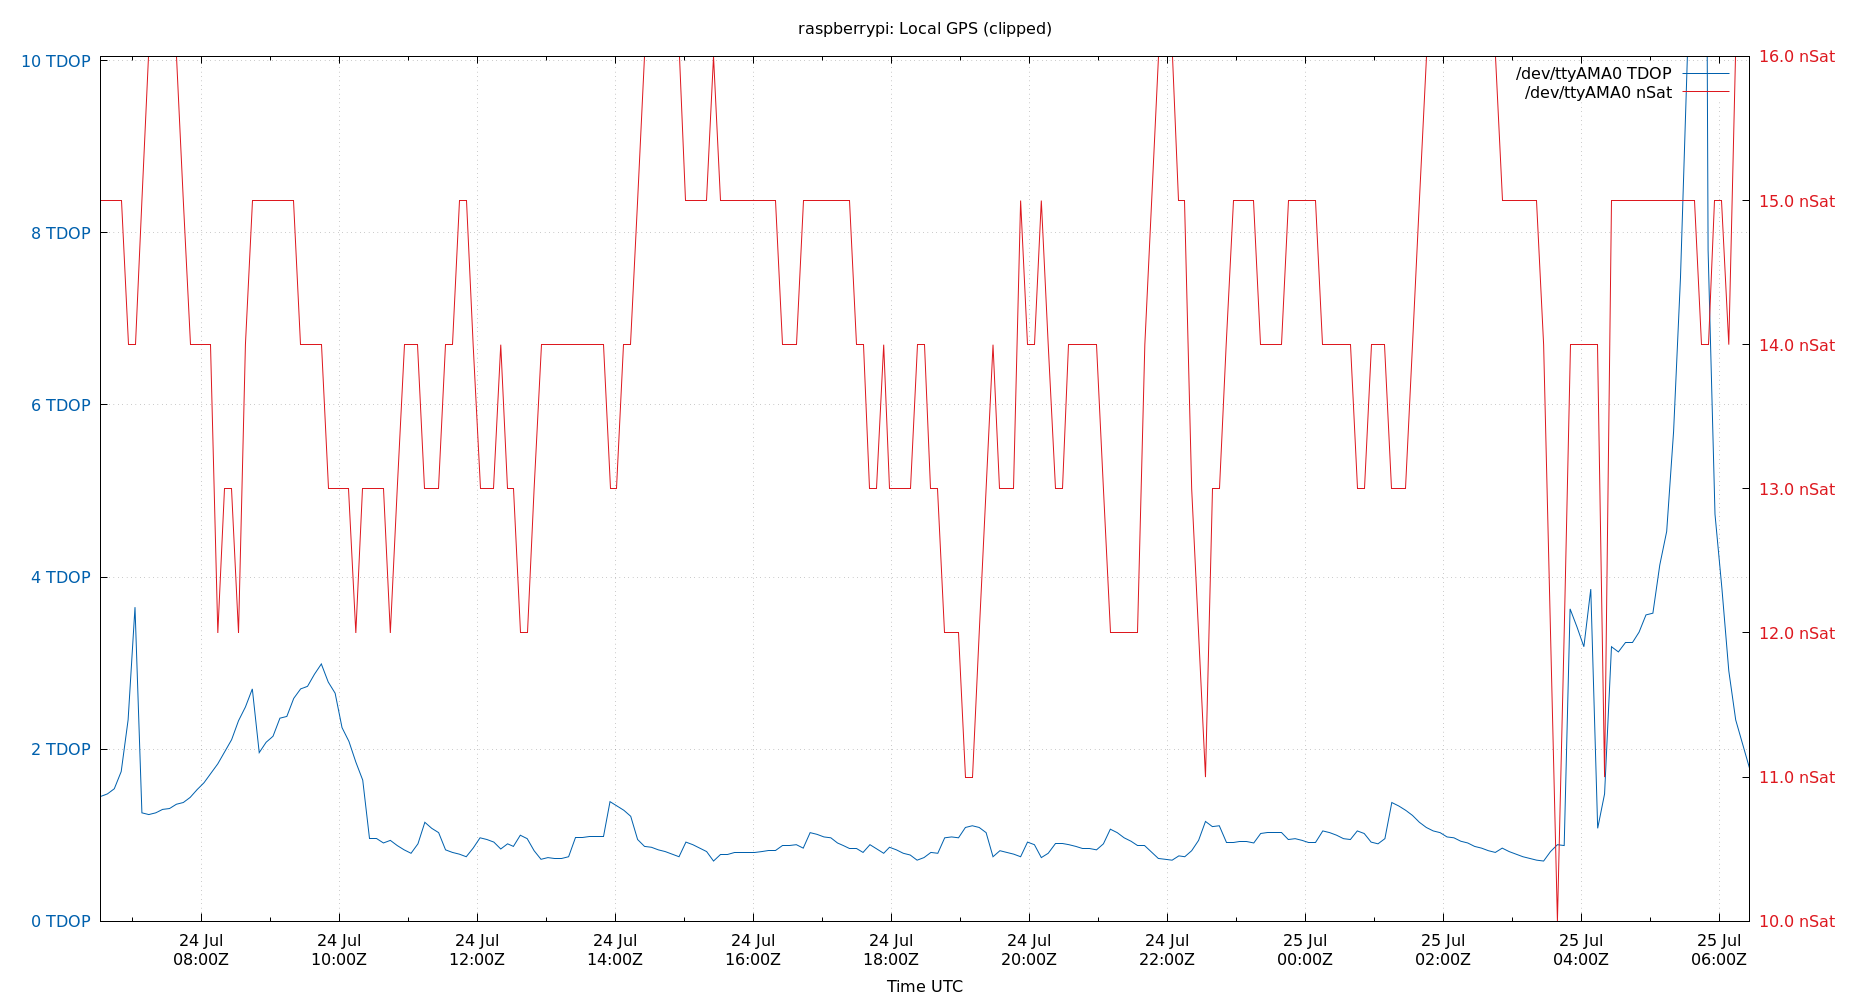 raspberrypi: Local GPS (clipped)
10 TDOP
8 TDOP
6 TDOP
4 TDOP
2 TDOP
0 TDOP
16.0 nSat
15.0 nSat
14.0 nSat
13.0 nSat
12.0 nSat
11.0 nSat
10.0 nSat
/dev/ttyAMA0 TDOP
/dev/ttyAMA0 nSat
24 Jul
08:00Z
24 Jul
10:00Z
24 Jul
12:00Z
24 Jul
14:00Z
24 Jul
16:00Z
24 Jul
18:00Z
24 Jul
20:00Z
24 Jul
22:00Z
25 Jul
00:00Z
25 Jul
02:00Z
25 Jul
04:00Z
25 Jul
06:00Z
Time UTC